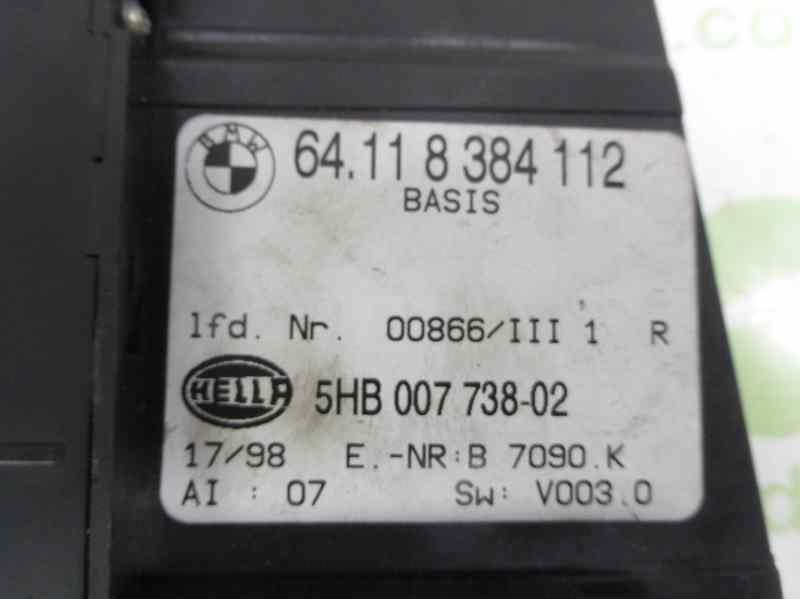 BMW 64.11 8 384 112
BASIS
lfd. Nr. 00866/III 1 R
HELLA 5HB 007 738-02
17/98 E.-NR:B 7090.K
AI : 07 SW: V003.0